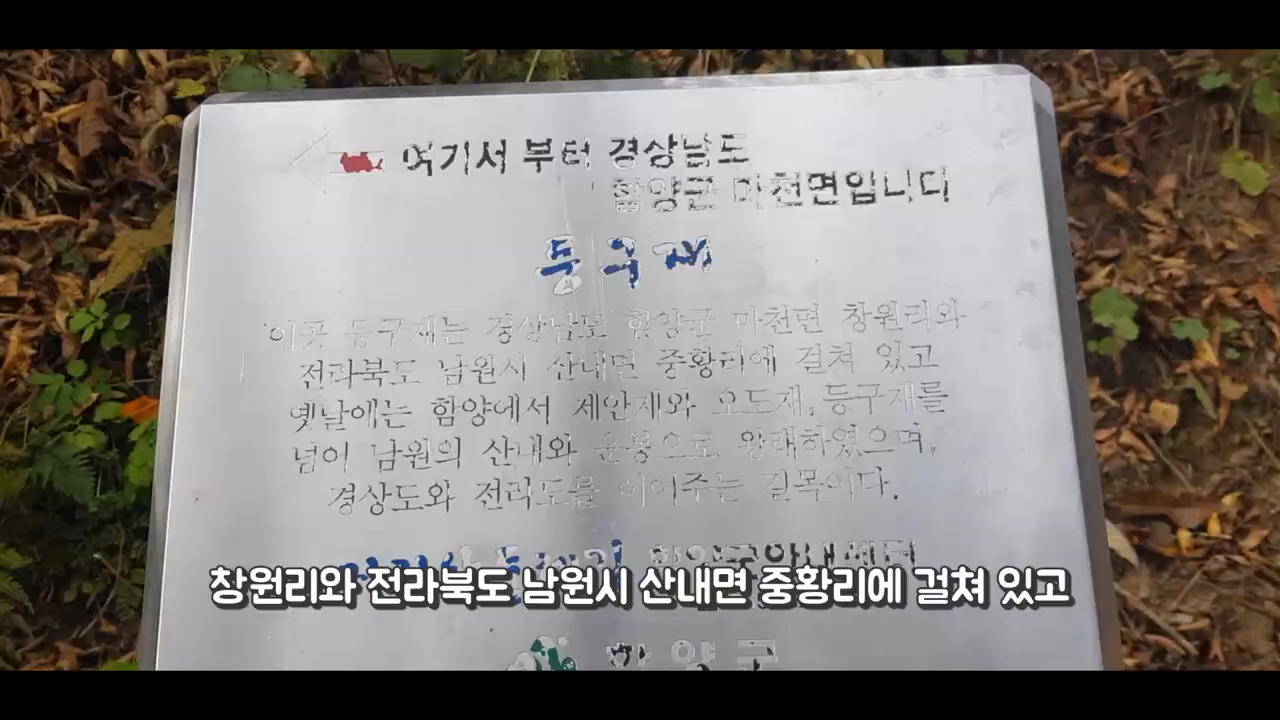 여기서 부터 경상남도
함양군 마천면입니다
등구재
이곳 등구재는 경상남도 함양군 마천면 창원리와
전라북도 남원시 산내면 중황리에 걸쳐 있고
옛날에는 함양에서 제안재와 오도재, 등구재를
넘어 남원의 산내와 운봉으로 왕래하였으며,
경상도와 전라도를 이어주는 길목이다.
함양군안내센터
창원리와 전라북도 남원시 산내면 중황리에 걸쳐 있고
함양군